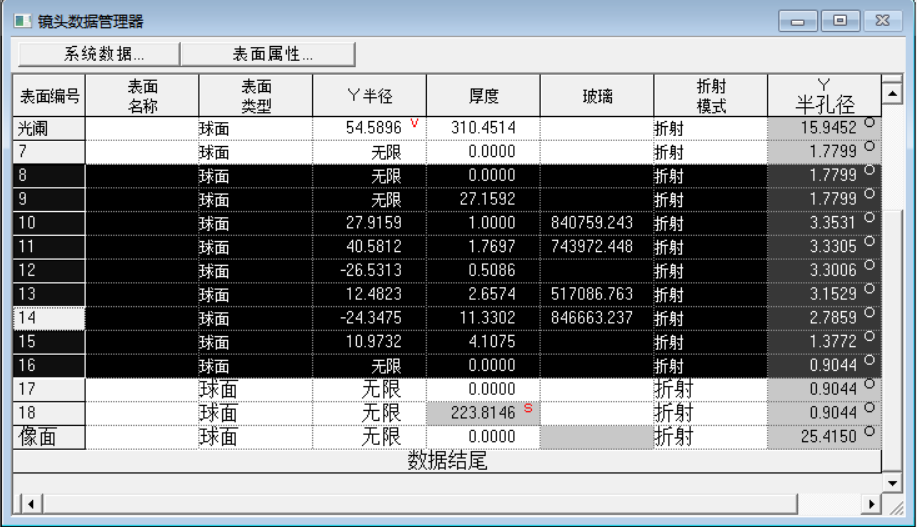 镜头数据管理器
系统数据... 表面属性...
表面编号 表面名称 表面类型 Y半径 厚度 玻璃 折射模式 Y半孔径
光阑 球面 54.5896 V 310.4514 折射 15.9452 O
7 球面 无限 0.0000 折射 1.7799 O
8 球面 无限 0.0000 折射 1.7799 O
9 球面 无限 27.1592 折射 1.7799 O
10 球面 27.9159 1.0000 840759.243 折射 3.3531 O
11 球面 40.5812 1.7697 743972.448 折射 3.3305 O
12 球面 -26.5313 0.5086 折射 3.3006 O
13 球面 12.4823 2.6574 517086.763 折射 3.1529 O
14 球面 -24.3475 11.3302 846663.237 折射 2.7859 O
15 球面 10.9732 4.1075 折射 1.3772 O
16 球面 无限 0.0000 折射 0.9044 O
17 球面 无限 0.0000 折射 0.9044 O
18 球面 无限 223.8146 S 折射 0.9044 O
像面 球面 无限 0.0000 折射 25.4150 O
数据结尾